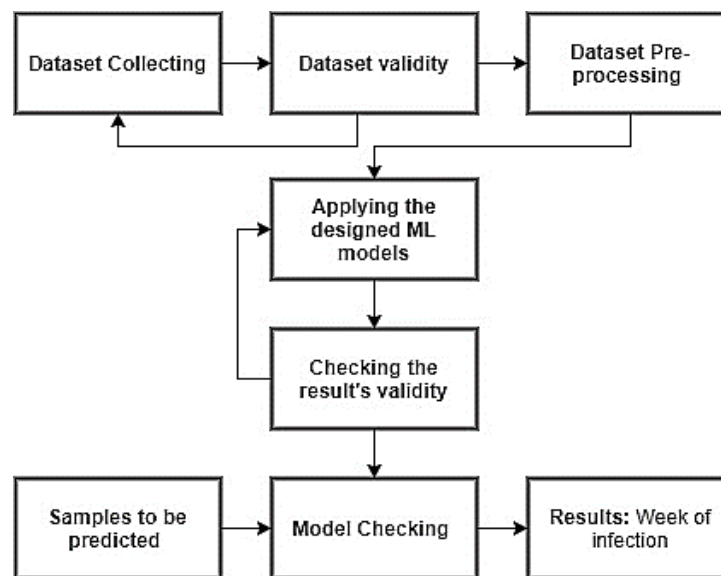 Dataset Collecting
Dataset validity
Dataset Pre-
processing
Applying the
designed ML
models
Checking the
result's validity
Samples to be
predicted
Model Checking
Results: Week of
infection